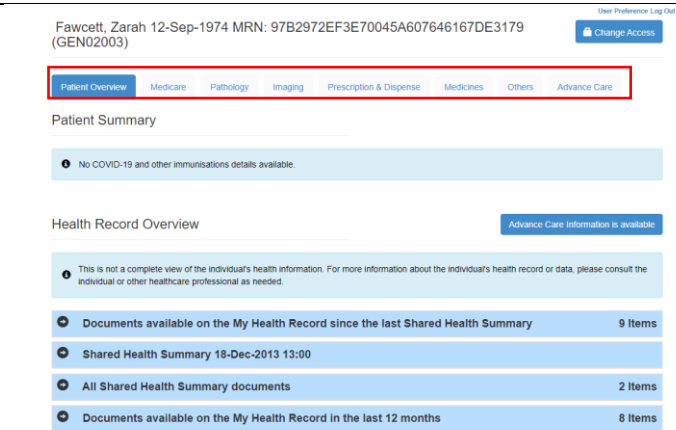 User Preference Log Out
Fawcett, Zarah 12-Sep-1974 MRN: 97B2972EF3E70045A607646167DE3179
(GEN02003)
Change Access
Patient Overview Medicare Pathology Imaging Prescription & Dispense Medicines Others Advance Care
Patient Summary
No COVID-19 and other immunisations details available.
Health Record Overview
Advance Care Information is available
This is not a complete view of the individual's health information. For more information about the individual's health record or data, please consult the
individual or other healthcare professional as needed.
Documents available on the My Health Record since the last Shared Health Summary 9 Items
Shared Health Summary 18-Dec-2013 13:00
All Shared Health Summary documents 2 Items
Documents available on the My Health Record in the last 12 months 8 Items